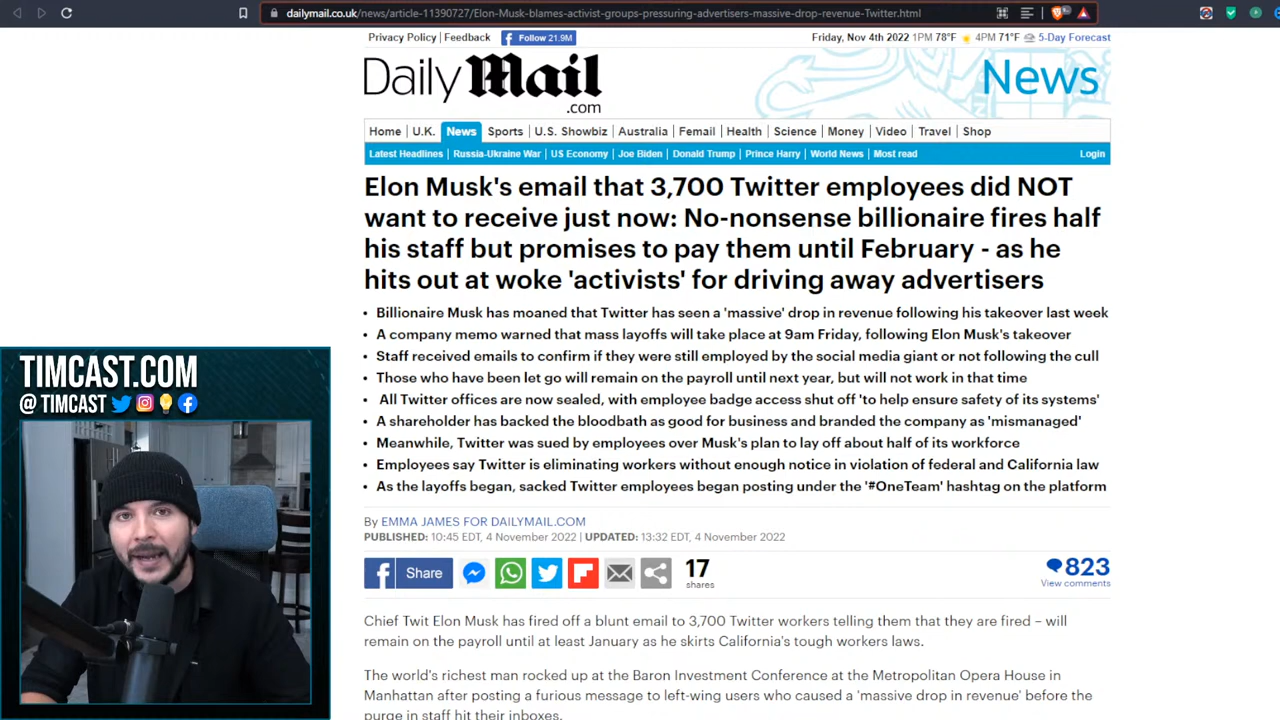 dailymail.co.uk/news/article-11390727/Elon-Musk-blames-activist-groups-pressuring-advertisers-massive-drop-revenue-Twitter.html
Privacy Policy | Feedback
Follow 21.9M
Friday, Nov 4th 2022 1PM 78°F 4PM 71°F 5-Day Forecast
Daily Mail
.com
News
Home | U.K. News Sports | U.S. Showbiz | Australia | Femail | Health | Science | Money | Video | Travel | Shop
Latest Headlines | Russia-Ukraine War | US Economy | Joe Biden | Donald Trump | Prince Harry | World News | Most read
Login
Elon Musk's email that 3,700 Twitter employees did NOT
want to receive just now: No-nonsense billionaire fires half
his staff but promises to pay them until February - as he
hits out at woke 'activists' for driving away advertisers
• Billionaire Musk has moaned that Twitter has seen a 'massive' drop in revenue following his takeover last week
• A company memo warned that mass layoffs will take place at 9am Friday, following Elon Musk's takeover
• Staff received emails to confirm if they were still employed by the social media giant or not following the cull
• Those who have been let go will remain on the payroll until next year, but will not work in that time
• All Twitter offices are now sealed, with employee badge access shut off 'to help ensure safety of its systems'
• A shareholder has backed the bloodbath as good for business and branded the company as 'mismanaged'
• Meanwhile, Twitter was sued by employees over Musk's plan to lay off about half of its workforce
• Employees say Twitter is eliminating workers without enough notice in violation of federal and California law
• As the layoffs began, sacked Twitter employees began posting under the '#OneTeam' hashtag on the platform
By EMMA JAMES FOR DAILYMAIL.COM
PUBLISHED: 10:45 EDT, 4 November 2022 | UPDATED: 13:32 EDT, 4 November 2022
Share
17
shares
823
View comments
Chief Twit Elon Musk has fired off a blunt email to 3,700 Twitter workers telling them that they are fired – will
remain on the payroll until at least January as he skirts California's tough workers laws.
The world's richest man rocked up at the Baron Investment Conference at the Metropolitan Opera House in
Manhattan after posting a furious message to left-wing users who caused a 'massive drop in revenue' before the
purge in staff hit their inboxes.
TIMCAST.COM
@ TIMCAST